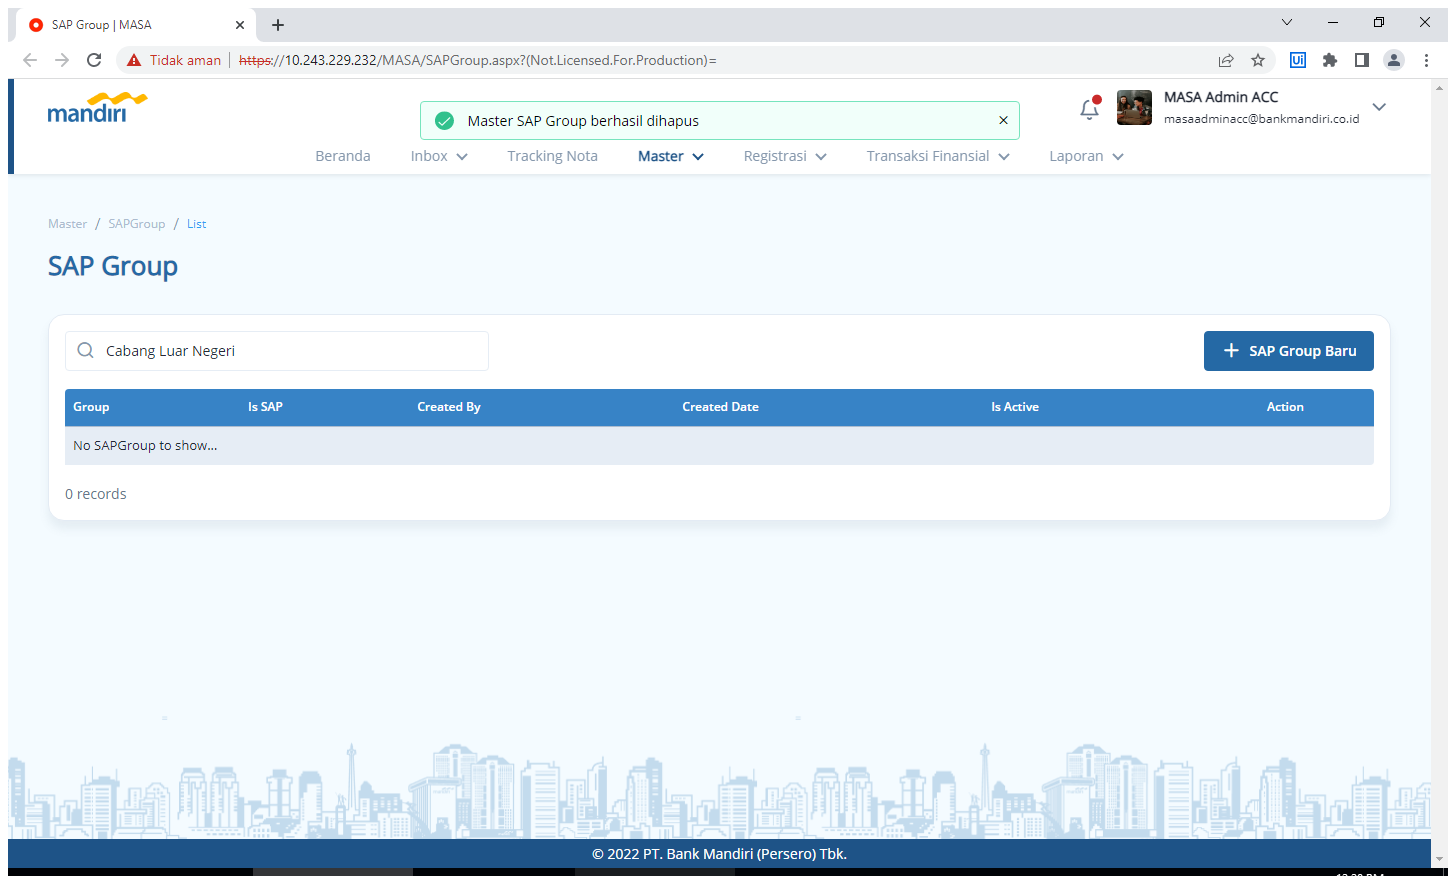 SAP Group | MASA
Tidak aman
https://10.243.229.232/MASA/SAPGroup.aspx?(Not.Licensed.For.Production)=
Ui
mandiri
Master SAP Group berhasil dihapus
MASA Admin ACC
masaadminacc@bankmandiri.co.id
Beranda
Inbox
Tracking Nota
Master
Registrasi
Transaksi Finansial
Laporan
Master / SAPGroup / List
SAP Group
Cabang Luar Negeri
SAP Group Baru
Group Is SAP Created By Created Date Is Active Action
No SAPGroup to show...
0 records
© 2022 PT. Bank Mandiri (Persero) Tbk.